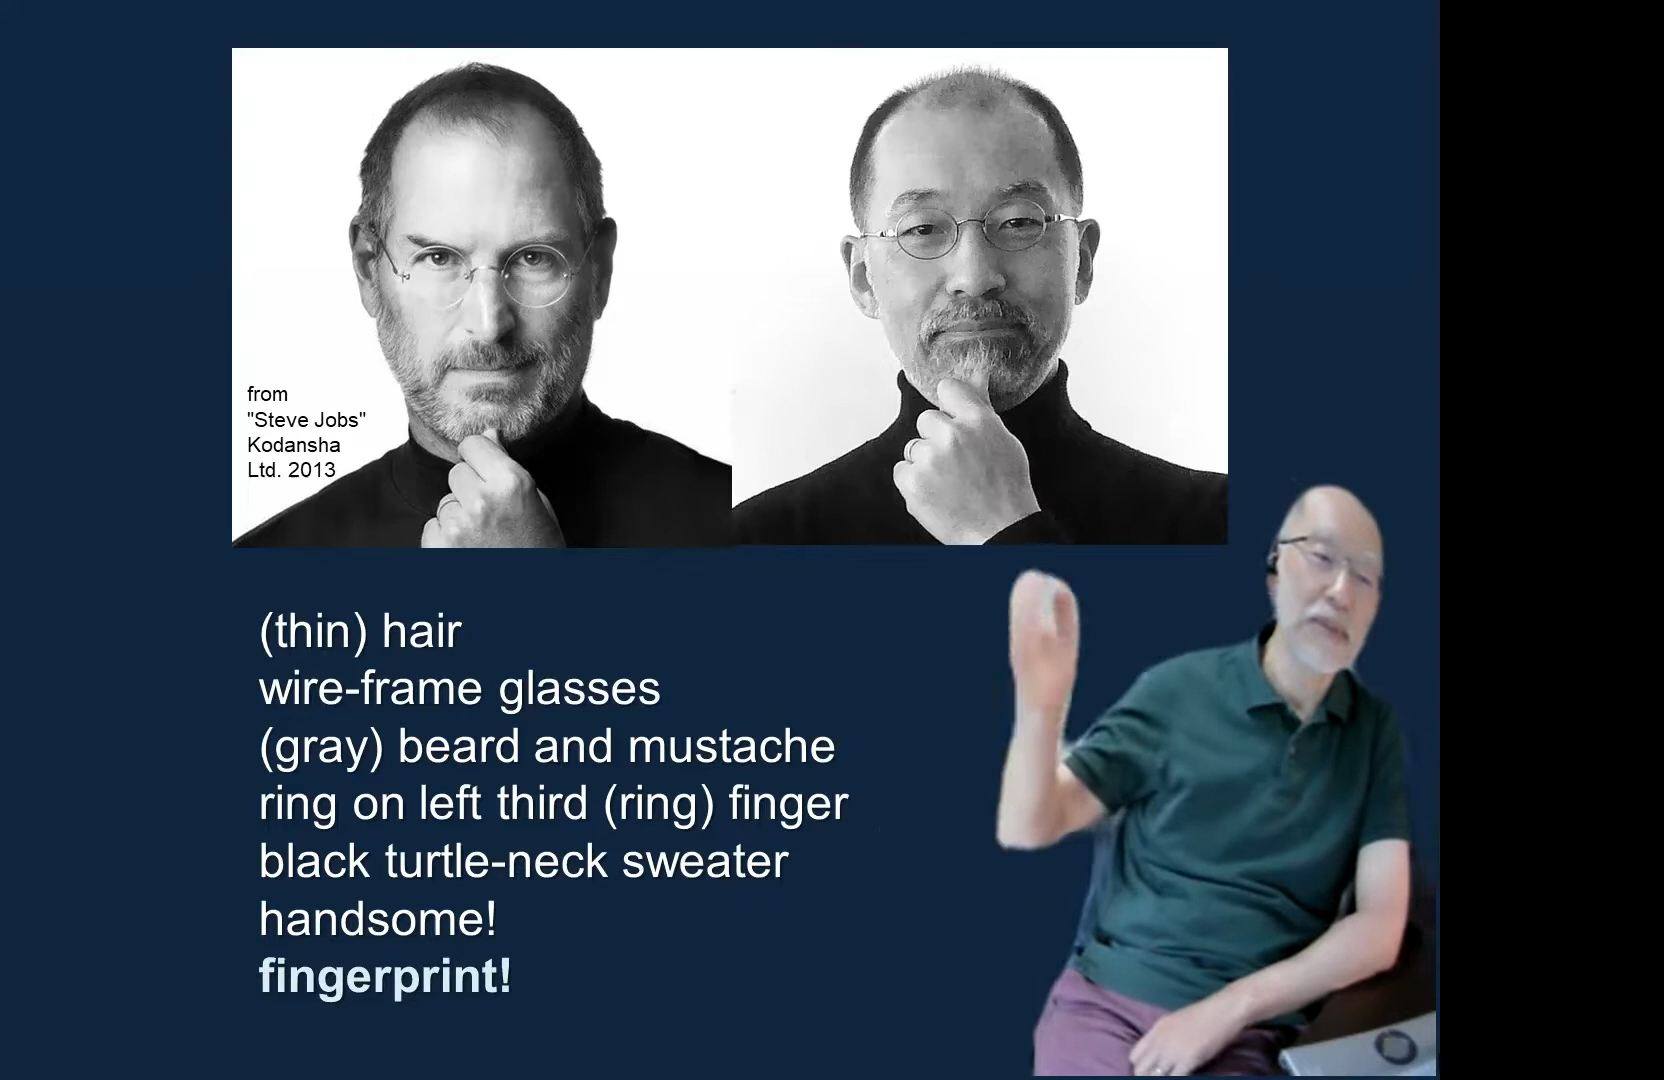 from
"Steve Jobs"
Kodansha
Ltd. 2013
(thin) hair
wire-frame glasses
(gray) beard and mustache
ring on left third (ring) finger
black turtle-neck sweater
handsome!
fingerprint!